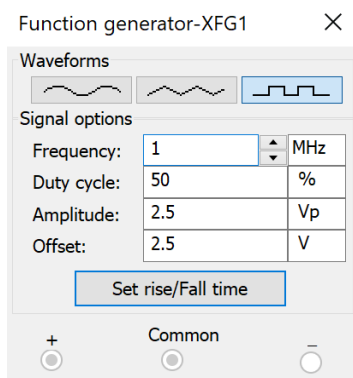 Function generator-XFG1
Waveforms
Signal options
Frequency: 1 MHz
Duty cycle: 50 %
Amplitude: 2.5 Vp
Offset: 2.5 V
Set rise/Fall time
+ Common −